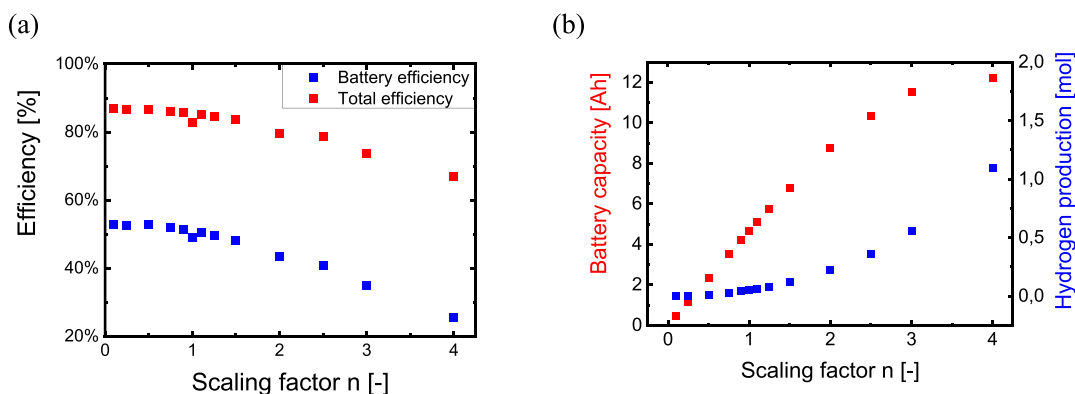 (a)
Efficiency [%]
100%
80%
60%
40%
20%
Battery efficiency
Total efficiency
0 1 2 3 4
Scaling factor n [-]
(b)
Battery capacity [Ah]
12
10
8
6
4
2
0
2,0
1,5
1,0
0,5
0,0
Hydrogen production [mol]
0 1 2 3 4
Scaling factor n [-]